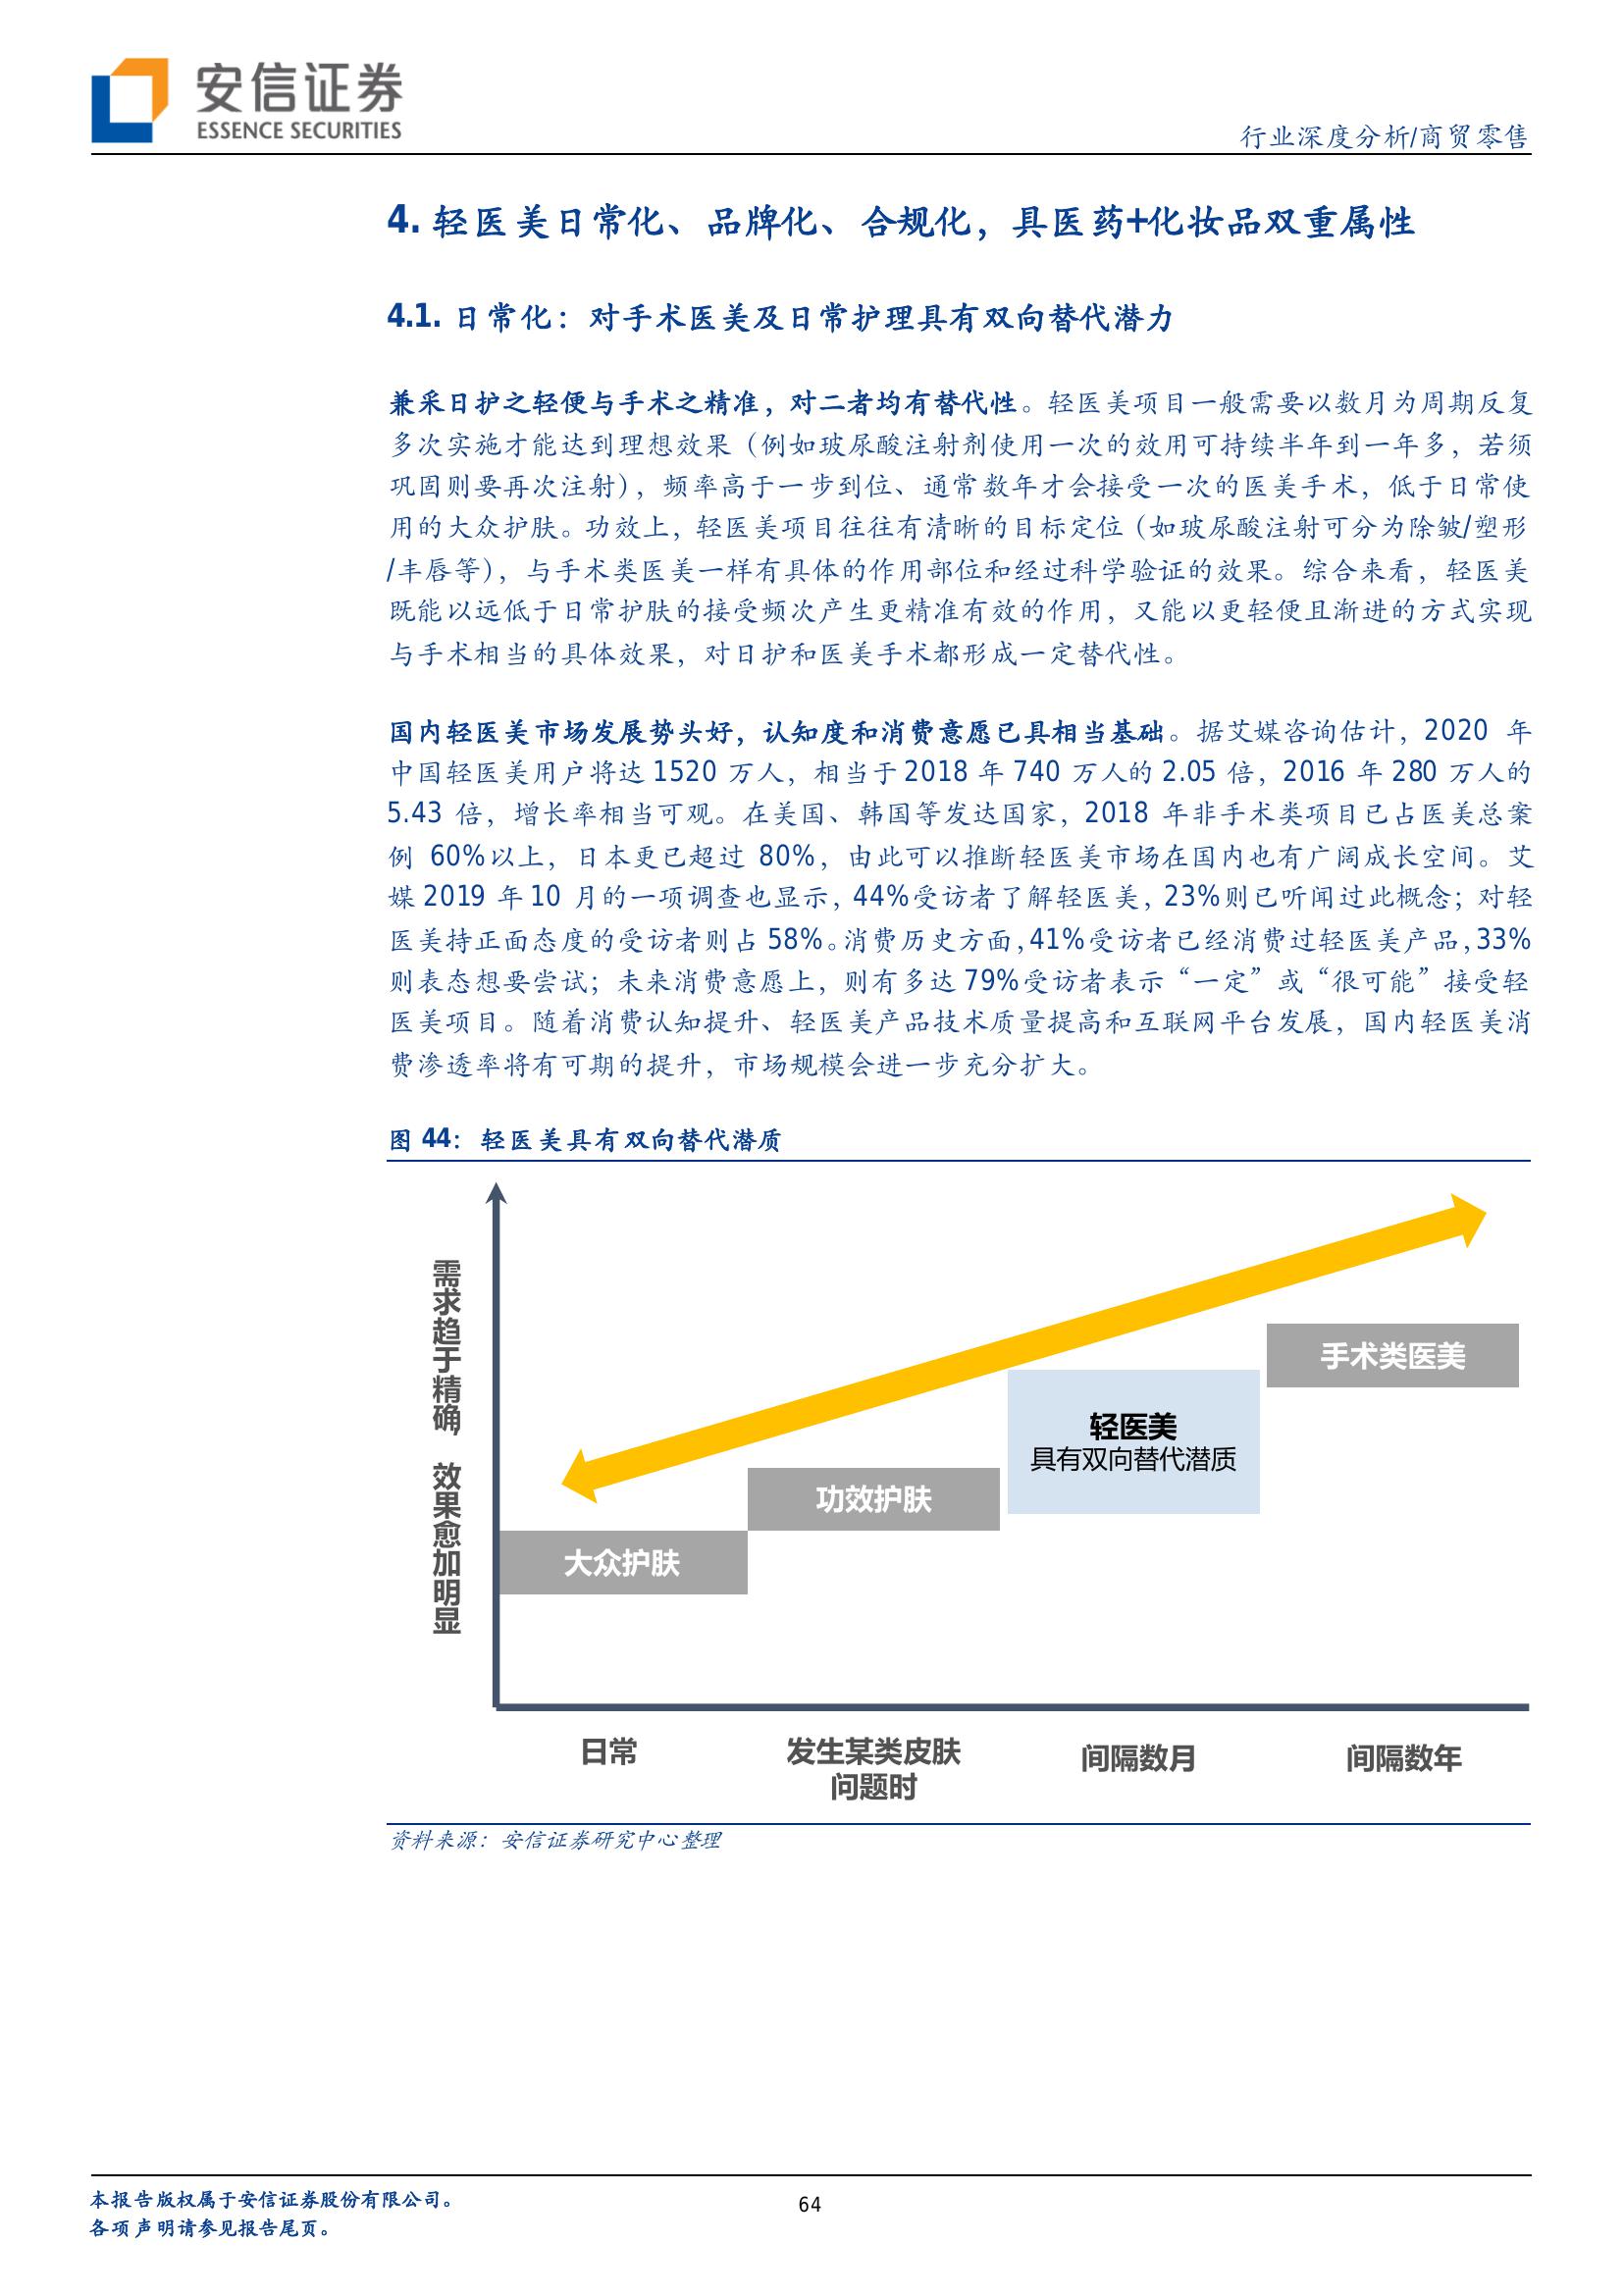 安信证券
ESSENCE SECURITIES
行业深度分析/商贸零售
4. 轻医美日常化、品牌化、合规化，具医药+化妆品双重属性
4.1. 日常化：对手术医美及日常护理具有双向替代潜力
兼采日护之轻便与手术之精准，对二者均有替代性。轻医美项目一般需要以数月为周期反复
多次实施才能达到理想效果（例如玻尿酸注射剂使用一次的效用可持续半年到一年多，若须
巩固则要再次注射），频率高于一步到位、通常数年才会接受一次的医美手术，低于日常使
用的大众护肤。功效上，轻医美项目往往有清晰的目标定位（如玻尿酸注射可分为除皱/塑形
/丰唇等），与手术类医美一样有具体的作用部位和经过科学验证的效果。综合来看，轻医美
既能以远低于日常护肤的接受频次产生更精准有效的作用，又能以更轻便且渐进的方式实现
与手术相当的具体效果，对日护和医美手术都形成一定替代性。
国内轻医美市场发展势头好，认知度和消费意愿已具相当基础。据艾媒咨询估计，2020 年
中国轻医美用户将达 1520 万人，相当于 2018 年 740 万人的 2.05 倍，2016 年 280 万人的
5.43 倍，增长率相当可观。在美国、韩国等发达国家，2018 年非手术类项目已占医美总案
例 60%以上，日本更已超过 80%，由此可以推断轻医美市场在国内也有广阔成长空间。艾
媒 2019 年 10 月的一项调查也显示，44%受访者了解轻医美，23%则已听闻过此概念；对轻
医美持正面态度的受访者则占 58%。消费历史方面，41%受访者已经消费过轻医美产品，33%
则表态想要尝试；未来消费意愿上，则有多达 79%受访者表示“一定”或“很可能”接受轻
医美项目。随着消费认知提升、轻医美产品技术质量提高和互联网平台发展，国内轻医美消
费渗透率将有可期的提升，市场规模会进一步充分扩大。
图 44：轻医美具有双向替代潜质
需求趋于精确，效果愈加明显
手术类医美
轻医美
具有双向替代潜质
功效护肤
大众护肤
日常
发生某类皮肤
问题时
间隔数月
间隔数年
资料来源：安信证券研究中心整理
本报告版权属于安信证券股份有限公司。
各项声明请参见报告尾页。
64